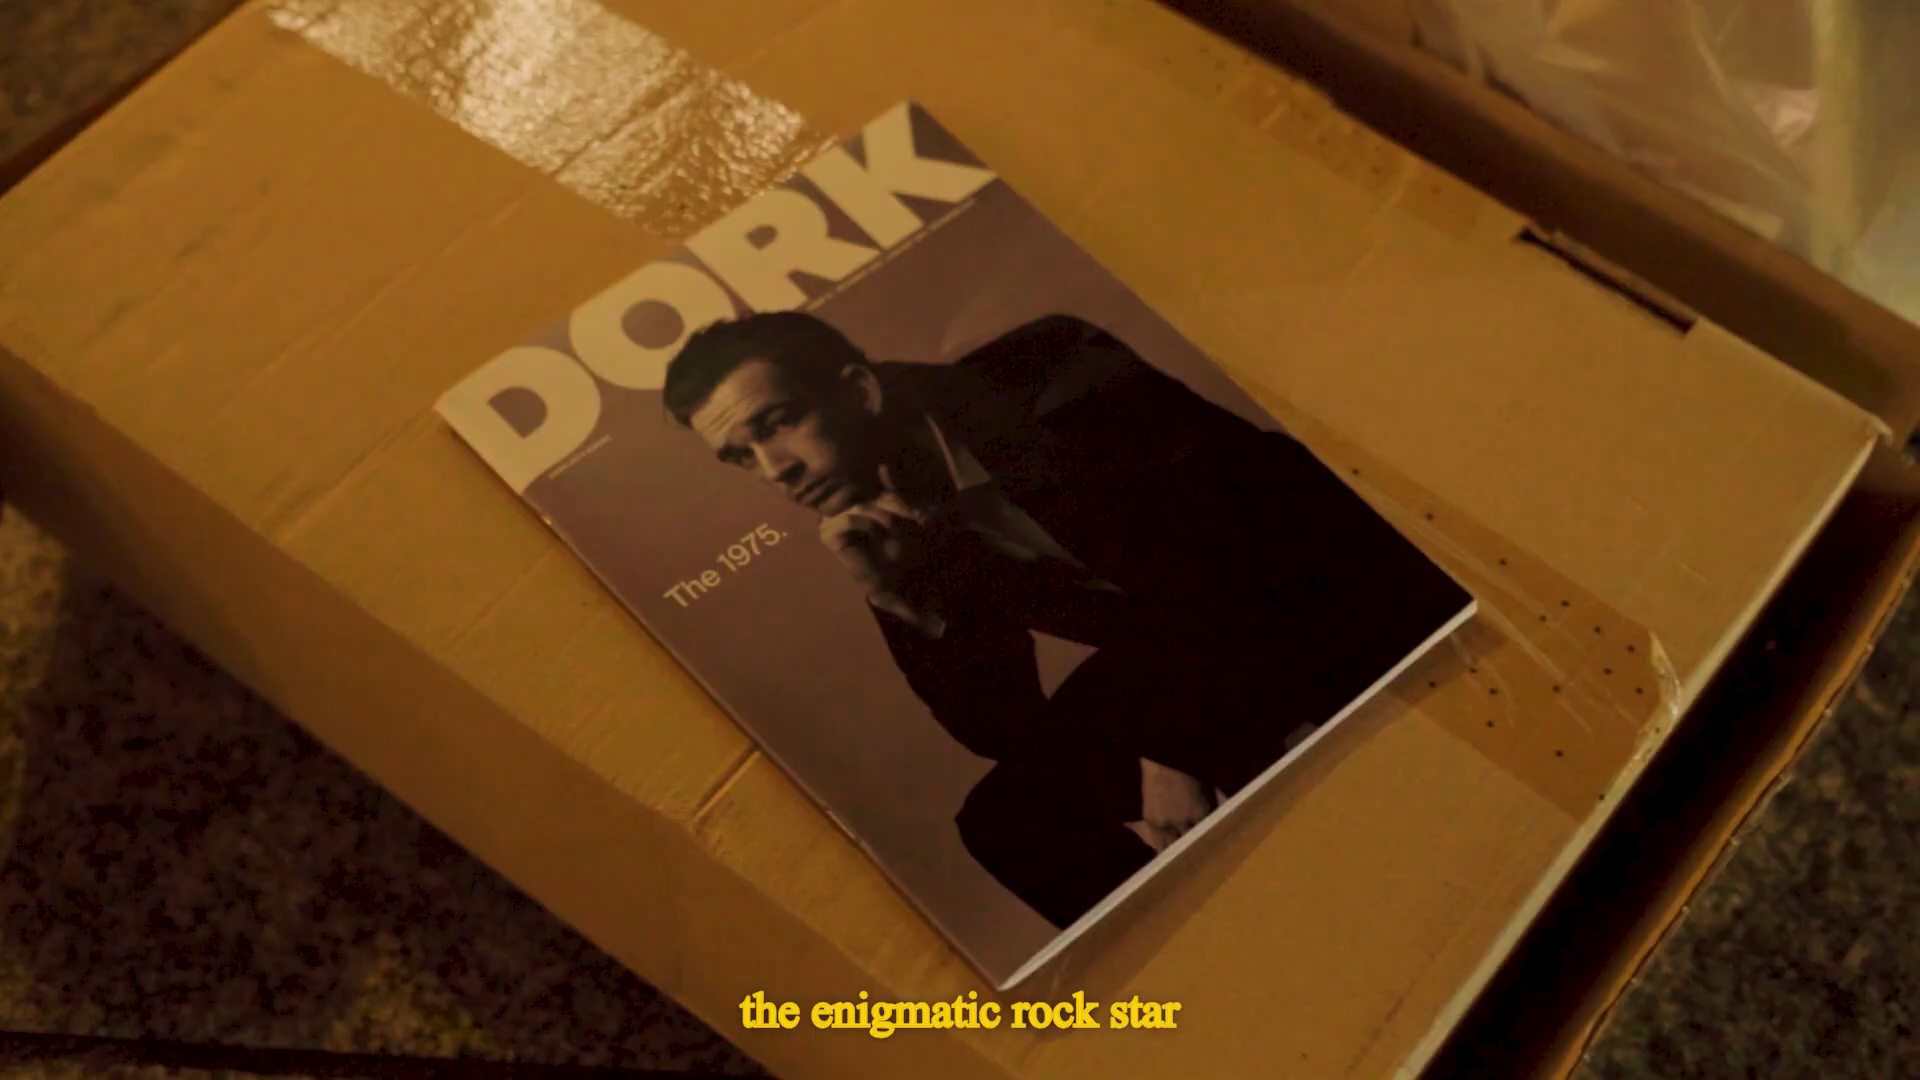 DORK
The 1975.
the enigmatic rock star